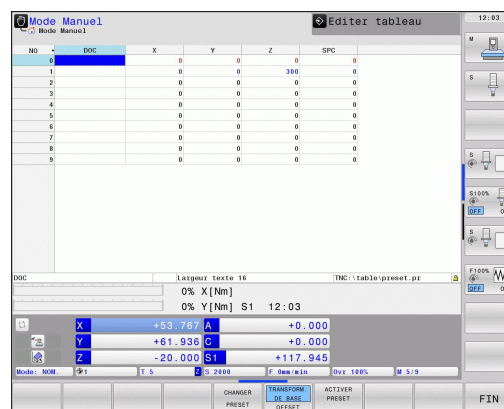 Mode Manuel
Mode Manuel
Editer tableau
12:03
NO DOC X Y Z SPC
0 0 0 0 0
1 0 0 300 0
2 0 0 0 0
3 0 0 0 0
4 0 0 0 0
5 0 0 0 0
6 0 0 0 0
7 0 0 0 0
8 0 0 0 0
9 0 0 0 0
M
S
S
S100%
OFF
S
F100%
OFF
DOC Largeur texte 16 TNC:\table\preset.pr
0% X[Nm]
0% Y[Nm] S1 12:03
X +53.767 A +0.000
Y +61.936 C +0.000
Z -20.000 S1 +117.945
Mode: NOM. 1 T 5 Z S 2000 F 0mm/min Ovr 100% M 5/9
CHANGER PRESET
TRANSFORM. DE BASE OFFSET
ACTIVER PRESET
FIN